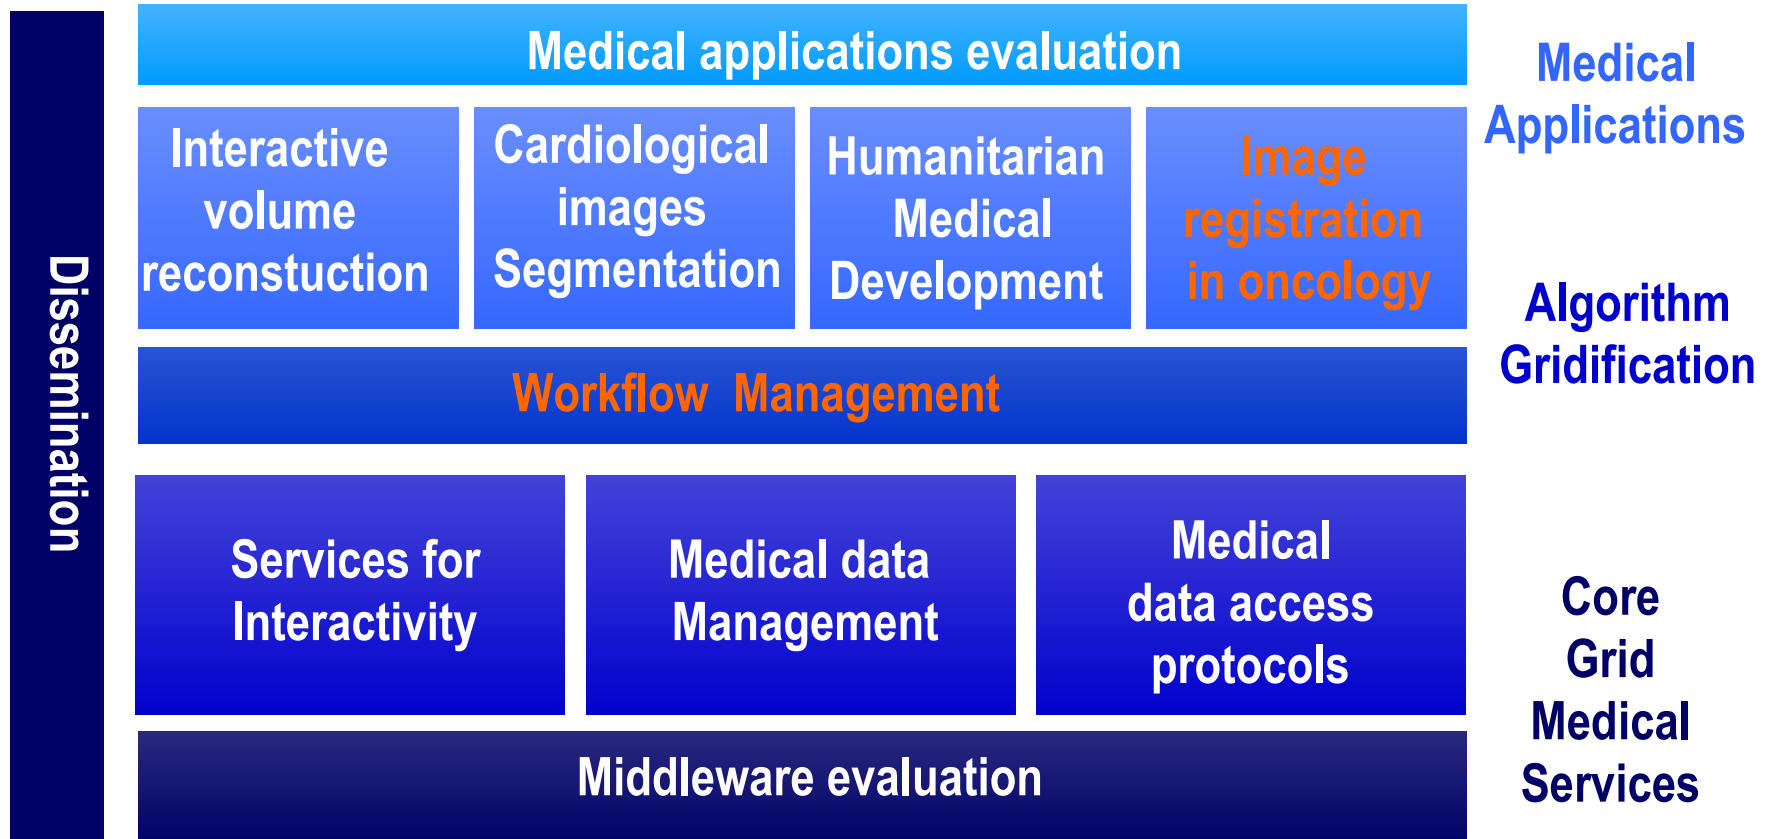 Dissemination
Medical applications evaluation
Interactive
volume
reconstuction
Cardiological
images
Segmentation
Humanitarian
Medical
Development
Image
registration
in oncology
Workflow Management
Services for
Interactivity
Medical data
Management
Medical
data access
protocols
Middleware evaluation
Medical
Applications
Algorithm
Gridification
Core
Grid
Medical
Services